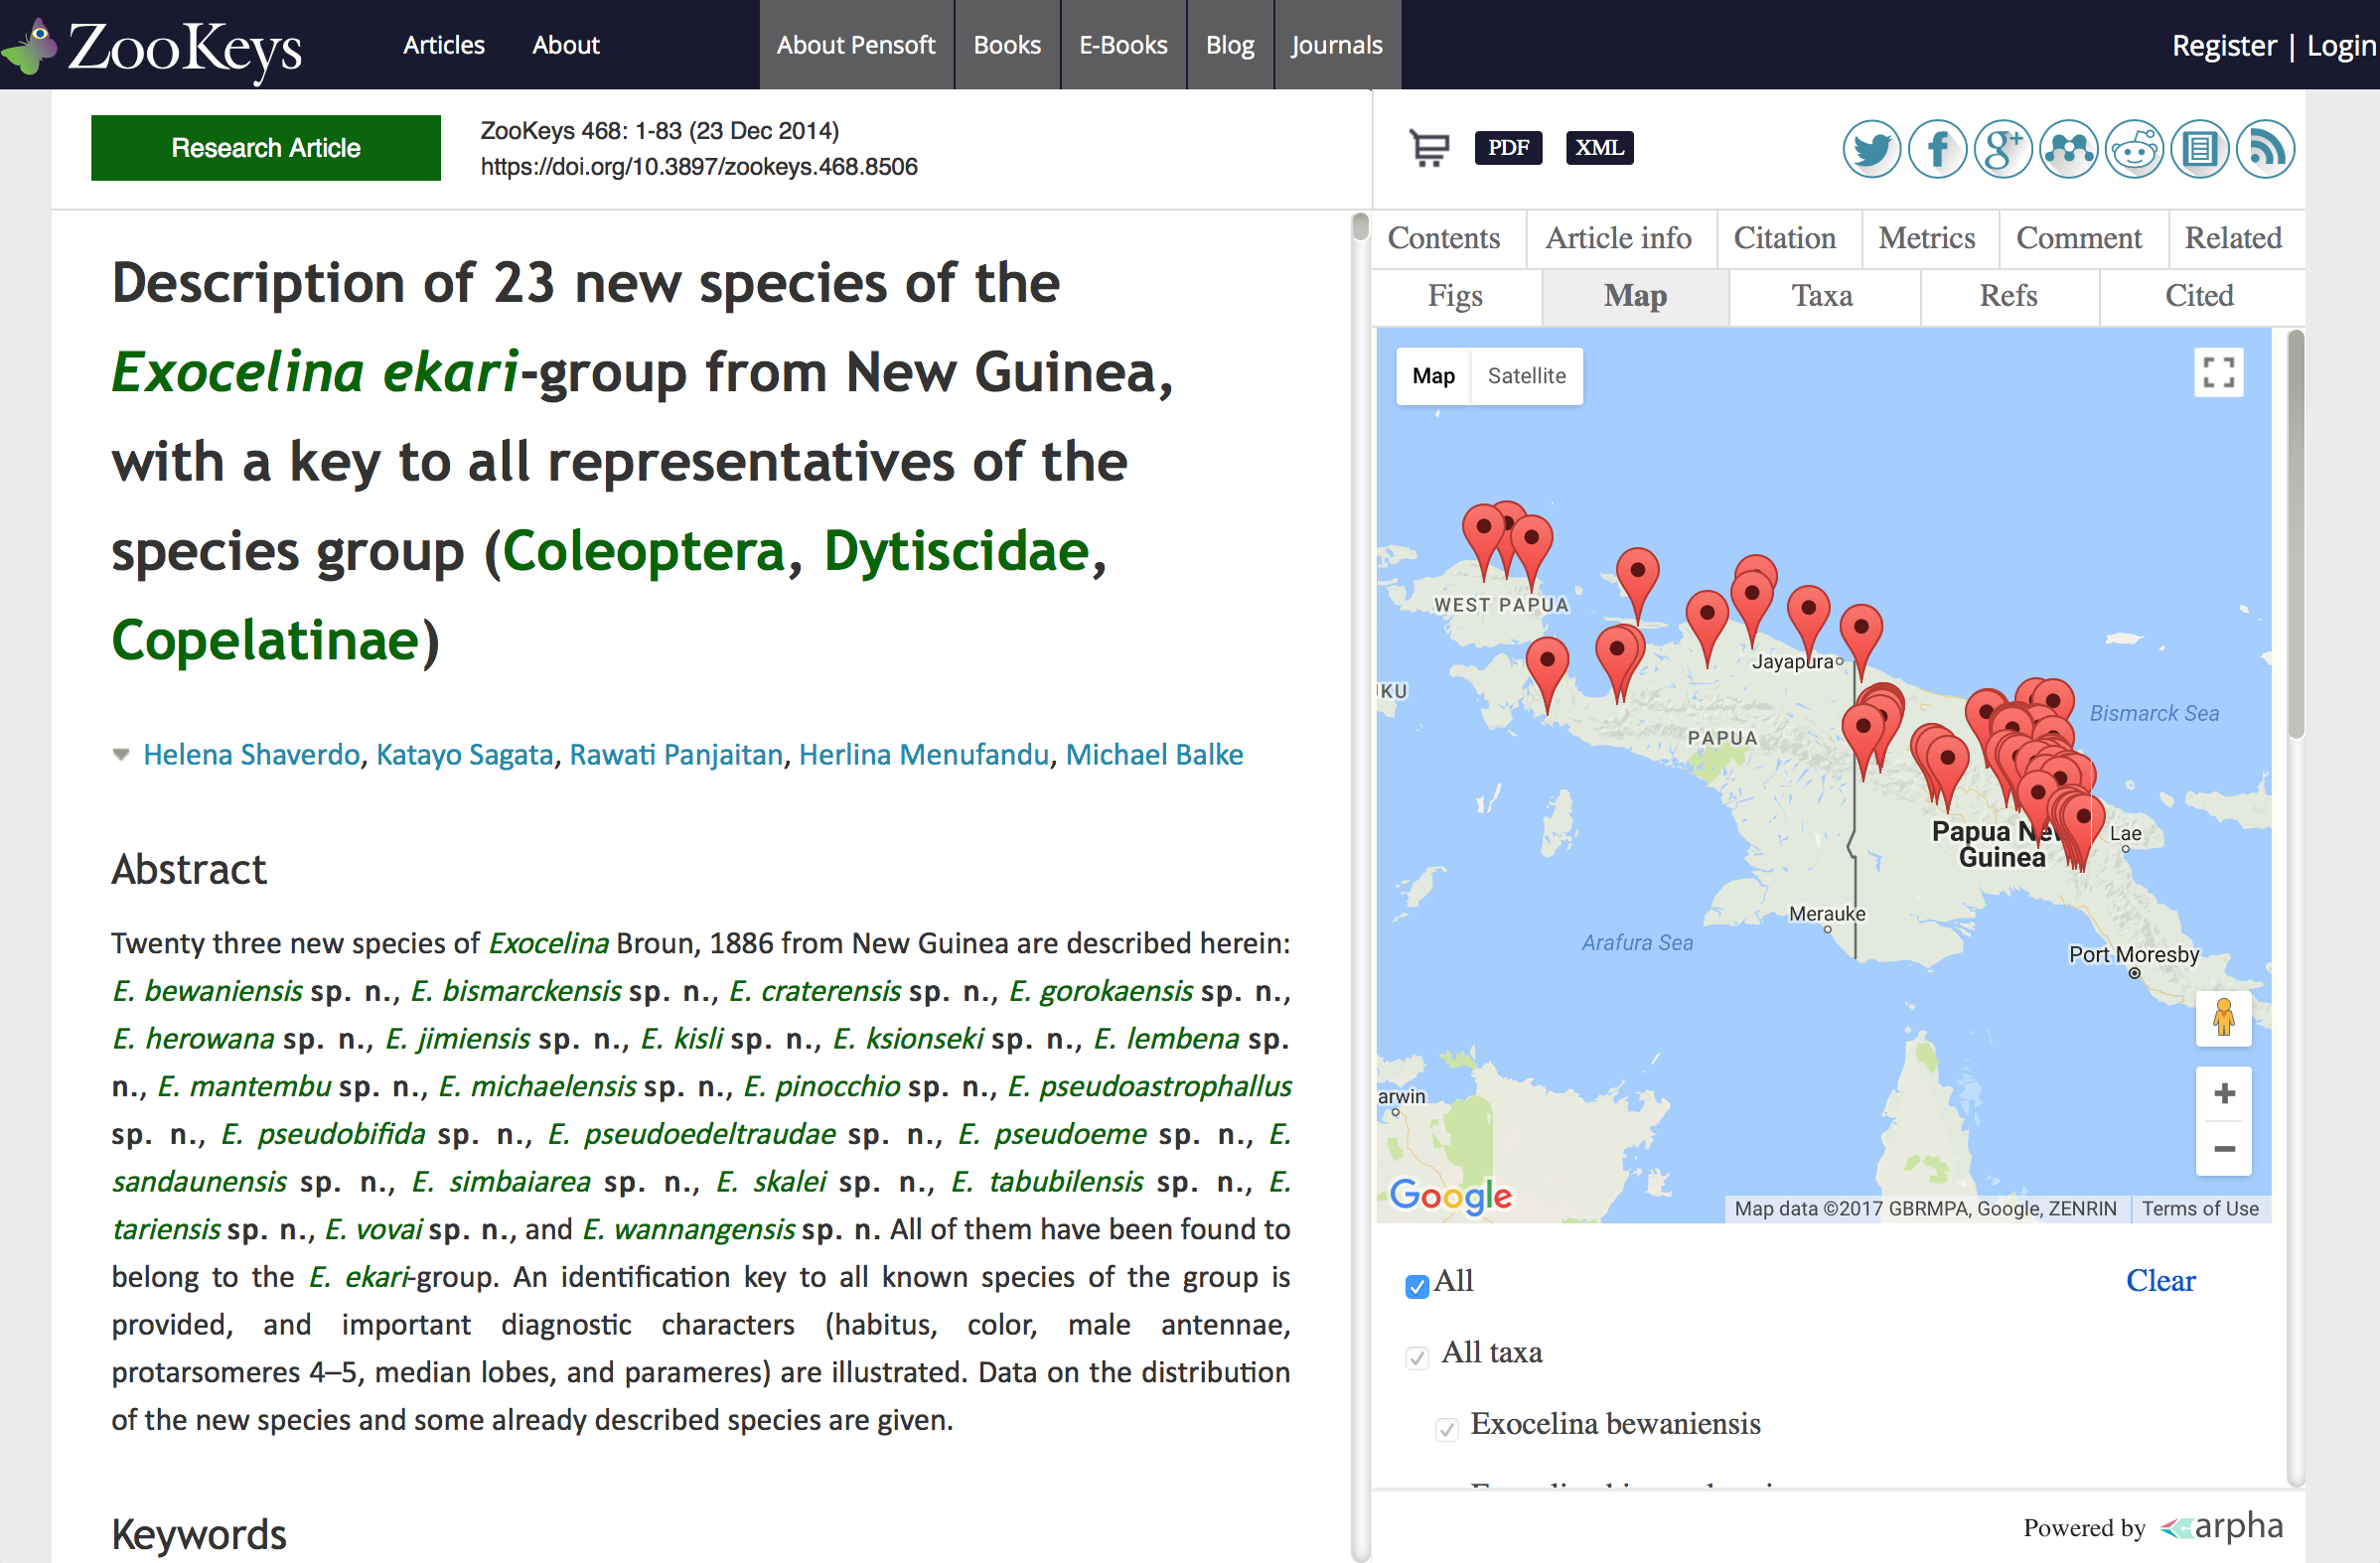 ZooKeys
Articles
About
About Pensoft
Books
E-Books
Blog
Journals
Register | Login
Research Article
ZooKeys 468: 1-83 (23 Dec 2014)
https://doi.org/10.3897/zookeys.468.8506
Description of 23 new species of the
Exocelina ekari-group from New Guinea,
with a key to all representatives of the
species group (Coleoptera, Dytiscidae,
Copelatinae)
Helena Shaverdo, Katayo Sagata, Rawati Panjaitan, Herlina Menufandu, Michael Balke
Abstract
Twenty three new species of Exocelina Broun, 1886 from New Guinea are described herein:
E. bewaniensis sp. n., E. bismarckensis sp. n., E. craterensis sp. n., E. gorokaensis sp. n.,
E. herowana sp. n., E. jimiensis sp. n., E. kisli sp. n., E. ksionseki sp. n., E. lembena sp.
n., E. mantembu sp. n., E. michaelensis sp. n., E. pinocchio sp. n., E. pseudoastrophallus
sp. n., E. pseudobifida sp. n., E. pseudoedeltraudae sp. n., E. pseudoeme sp. n., E.
sandaunensis sp. n., E. simbaiarea sp. n., E. skalei sp. n., E. tabubilensis sp. n., E.
tariensis sp. n., E. vovai sp. n., and E. wannangensis sp. n. All of them have been found to
belong to the E. ekari-group. An identification key to all known species of the group is
provided, and important diagnostic characters (habitus, color, male antennae,
protarsomeres 4–5, median lobes, and parameres) are illustrated. Data on the distribution
of the new species and some already described species are given.
Keywords
PDF
XML
Contents
Article info
Citation
Metrics
Comment
Related
Figs
Map
Taxa
Refs
Cited
Map
Satellite
WEST PAPUA
Jayapura
KU
Bismarck Sea
PAPUA
Papua New
Guinea
Lae
Merauke
Arafura Sea
Port Moresby
arwin
Google
Map data ©2017 GBRMPA, Google, ZENRIN
Terms of Use
All
Clear
All taxa
Exocelina bewaniensis
Powered by arpha